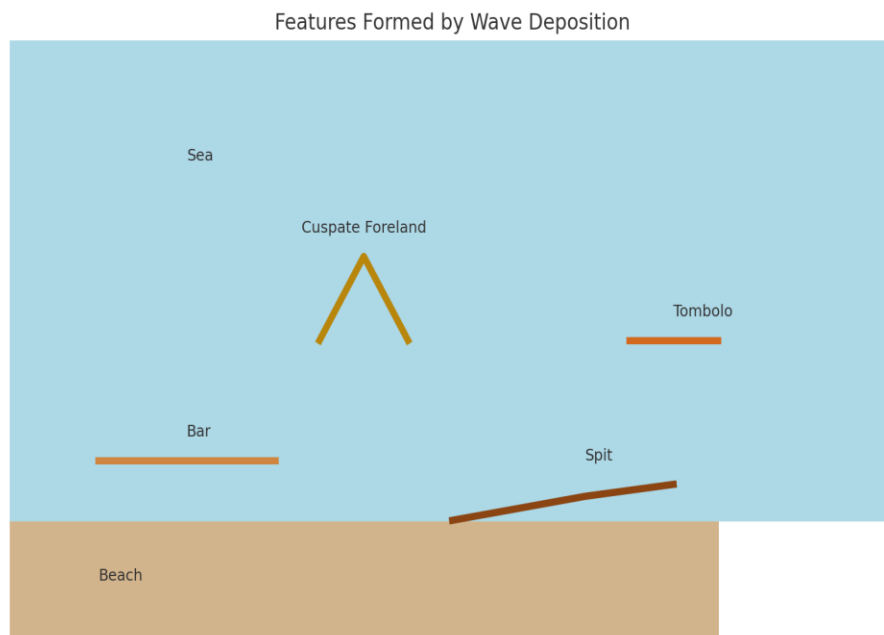 Features Formed by Wave Deposition
Sea
Cuspate Foreland
Tombolo
Bar
Spit
Beach